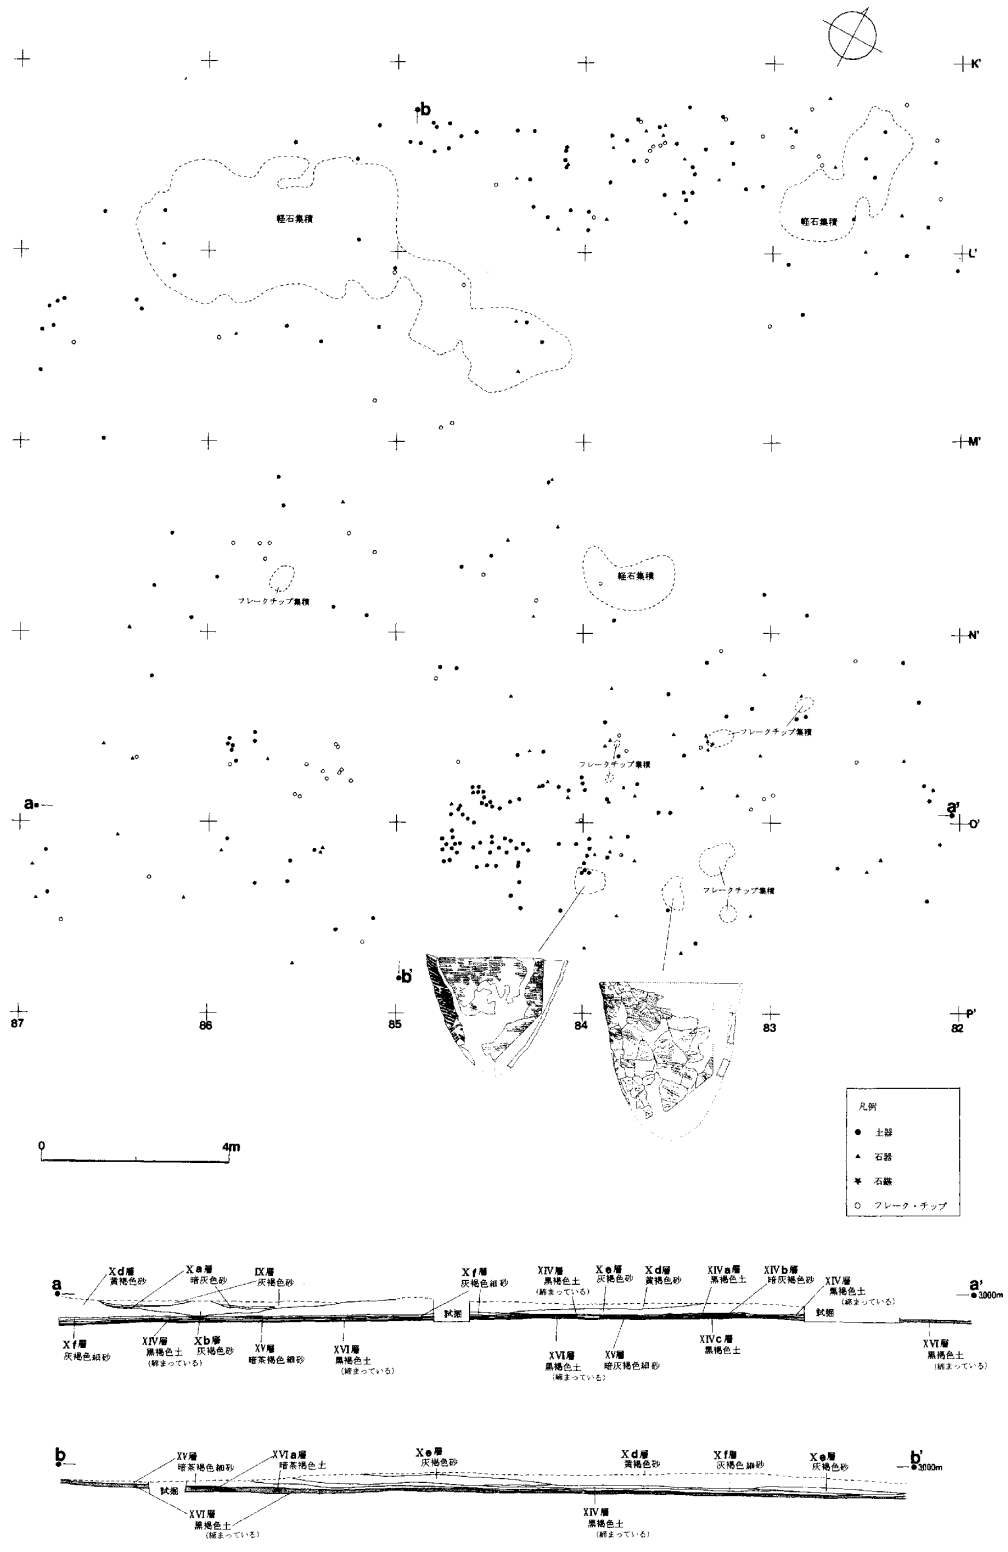 K'
b
軽石集積
軽石集積
L'
M'
軽石集積
フレークチップ集積
N'
フレークチップ集積
フレークチップ集積
a
a'
O'
フレークチップ集積
b'
P'
87
86
85
84
83
82
0 4m
凡例
● 土器
▲ 石器
★ 石鏃
○ フレーク・チップ
a
Xd層
黄褐色砂
Xa層
暗灰色砂
IX層
灰褐色砂
Xf層
灰褐色細砂
XIV層
黒褐色土
(締まっている)
Xe層
灰褐色砂
Xd層
黄褐色砂
XIVa層
黒褐色土
XIVb層
暗灰褐色砂
XIV層
黒褐色土
(締まっている)
a'
3.000m
試掘
試掘
Xf層
灰褐色細砂
XIV層
黒褐色土
(締まっている)
Xb層
灰褐色砂
XV層
暗茶褐色細砂
XVI層
黒褐色土
(締まっている)
XVI層
黒褐色土
(締まっている)
XV層
暗灰褐色細砂
XIVc層
黒褐色土
XVI層
黒褐色土
(締まっている)
b
XV層
暗茶褐色細砂
XVIa層
暗茶褐色土
Xe層
灰褐色砂
Xd層
黄褐色砂
Xf層
灰褐色細砂
Xe層
灰褐色砂
b'
3.000m
試掘
XVI層
黒褐色土
(締まっている)
XIV層
黒褐色土
(締まっている)